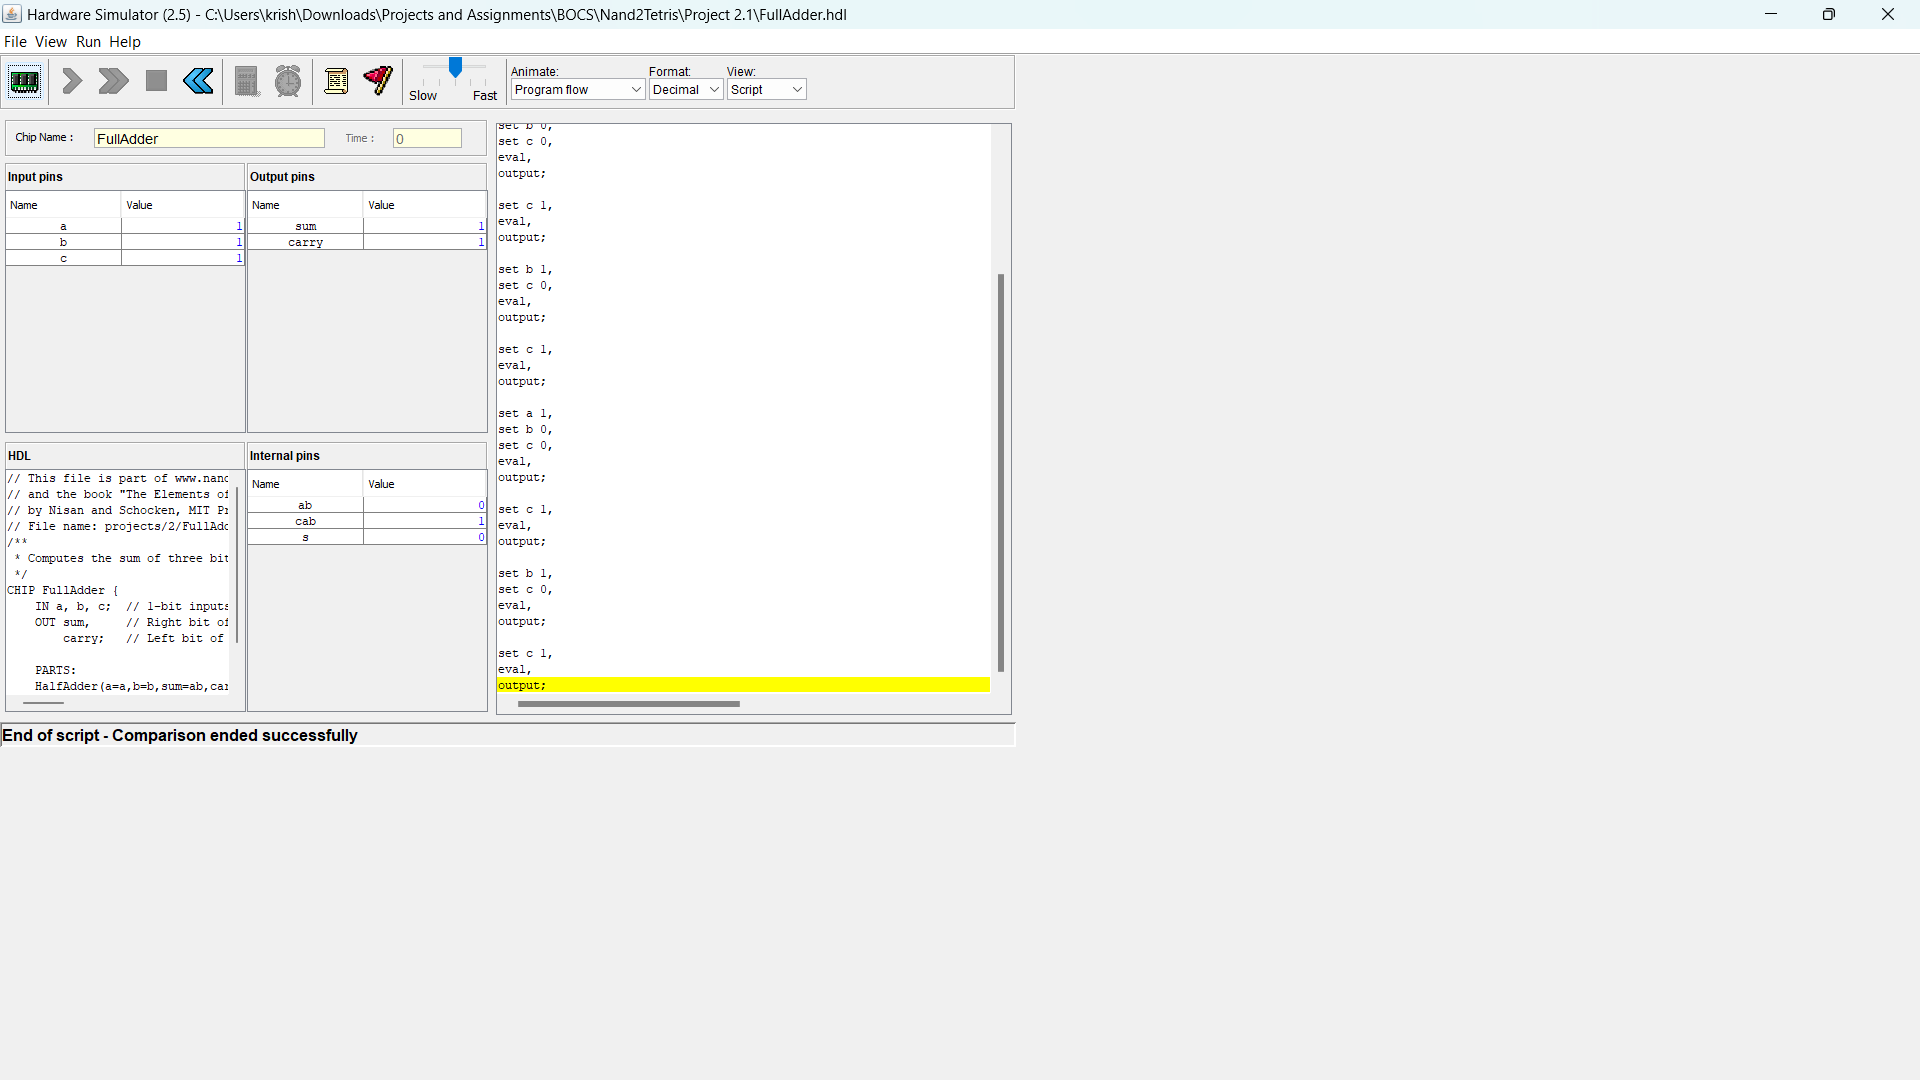 Hardware Simulator (2.5) - C:\Users\krish\Downloads\Projects and Assignments\BOCS\Nand2Tetris\Project 2.1\FullAdder.hdl
File View Run Help
Slow Fast
Animate: Format: View:
Program flow Decimal Script
Chip Name : FullAdder Time : 0
Input pins
Name Value
a 1
b 1
c 1
Output pins
Name Value
sum 1
carry 1
HDL
// This file is part of www.nand
// and the book "The Elements of
// by Nisan and Schocken, MIT Pr
// File name: projects/2/FullAdd
/**
* Computes the sum of three bit
*/
CHIP FullAdder {
IN a, b, c; // 1-bit inputs
OUT sum, // Right bit of
carry; // Left bit of
PARTS:
HalfAdder(a=a,b=b,sum=ab,car
Internal pins
Name Value
ab 0
cab 1
s 0
set b 0,
set c 0,
eval,
output;
set c 1,
eval,
output;
set b 1,
set c 0,
eval,
output;
set c 1,
eval,
output;
set a 1,
set b 0,
set c 0,
eval,
output;
set c 1,
eval,
output;
set b 1,
set c 0,
eval,
output;
set c 1,
eval,
output;
End of script - Comparison ended successfully